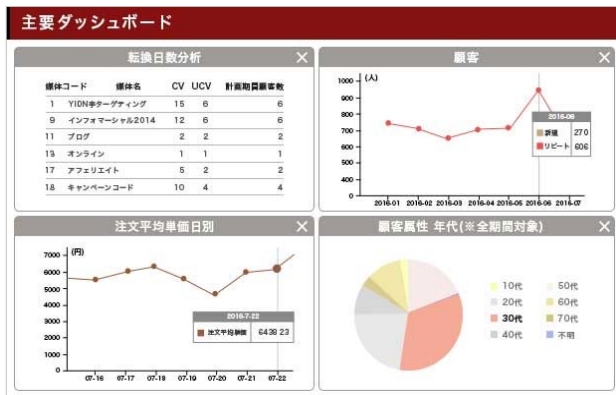 主要ダッシュボード
転換日数分析
媒体コード 媒体名 CV UCV 計画期間顧客数
1 YIDN季ターゲティング 15 6 6
9 インフォマーシャル2014 12 6 6
11 ブログ 2 2 2
13 オンライン 1 1 1
17 アフェリエイト 5 2 2
18 キャンペーンコード 10 4 4
顧客
(人)
1000
900
800
700
600
400
200
0
2016-01 2016-02 2016-03 2016-04 2016-05 2016-06 2016-07
2016-06
新規 270
リピート 606
注文平均単価日別
(円)
7000
6000
5000
4000
3000
2000
1000
0
07-16 07-17 07-18 07-19 07-20 07-21 07-22
2016-7-22
注文平均単価 6438 23
顧客属性 年代(※全期間対象)
10代 50代
20代 60代
30代 70代
40代 不明